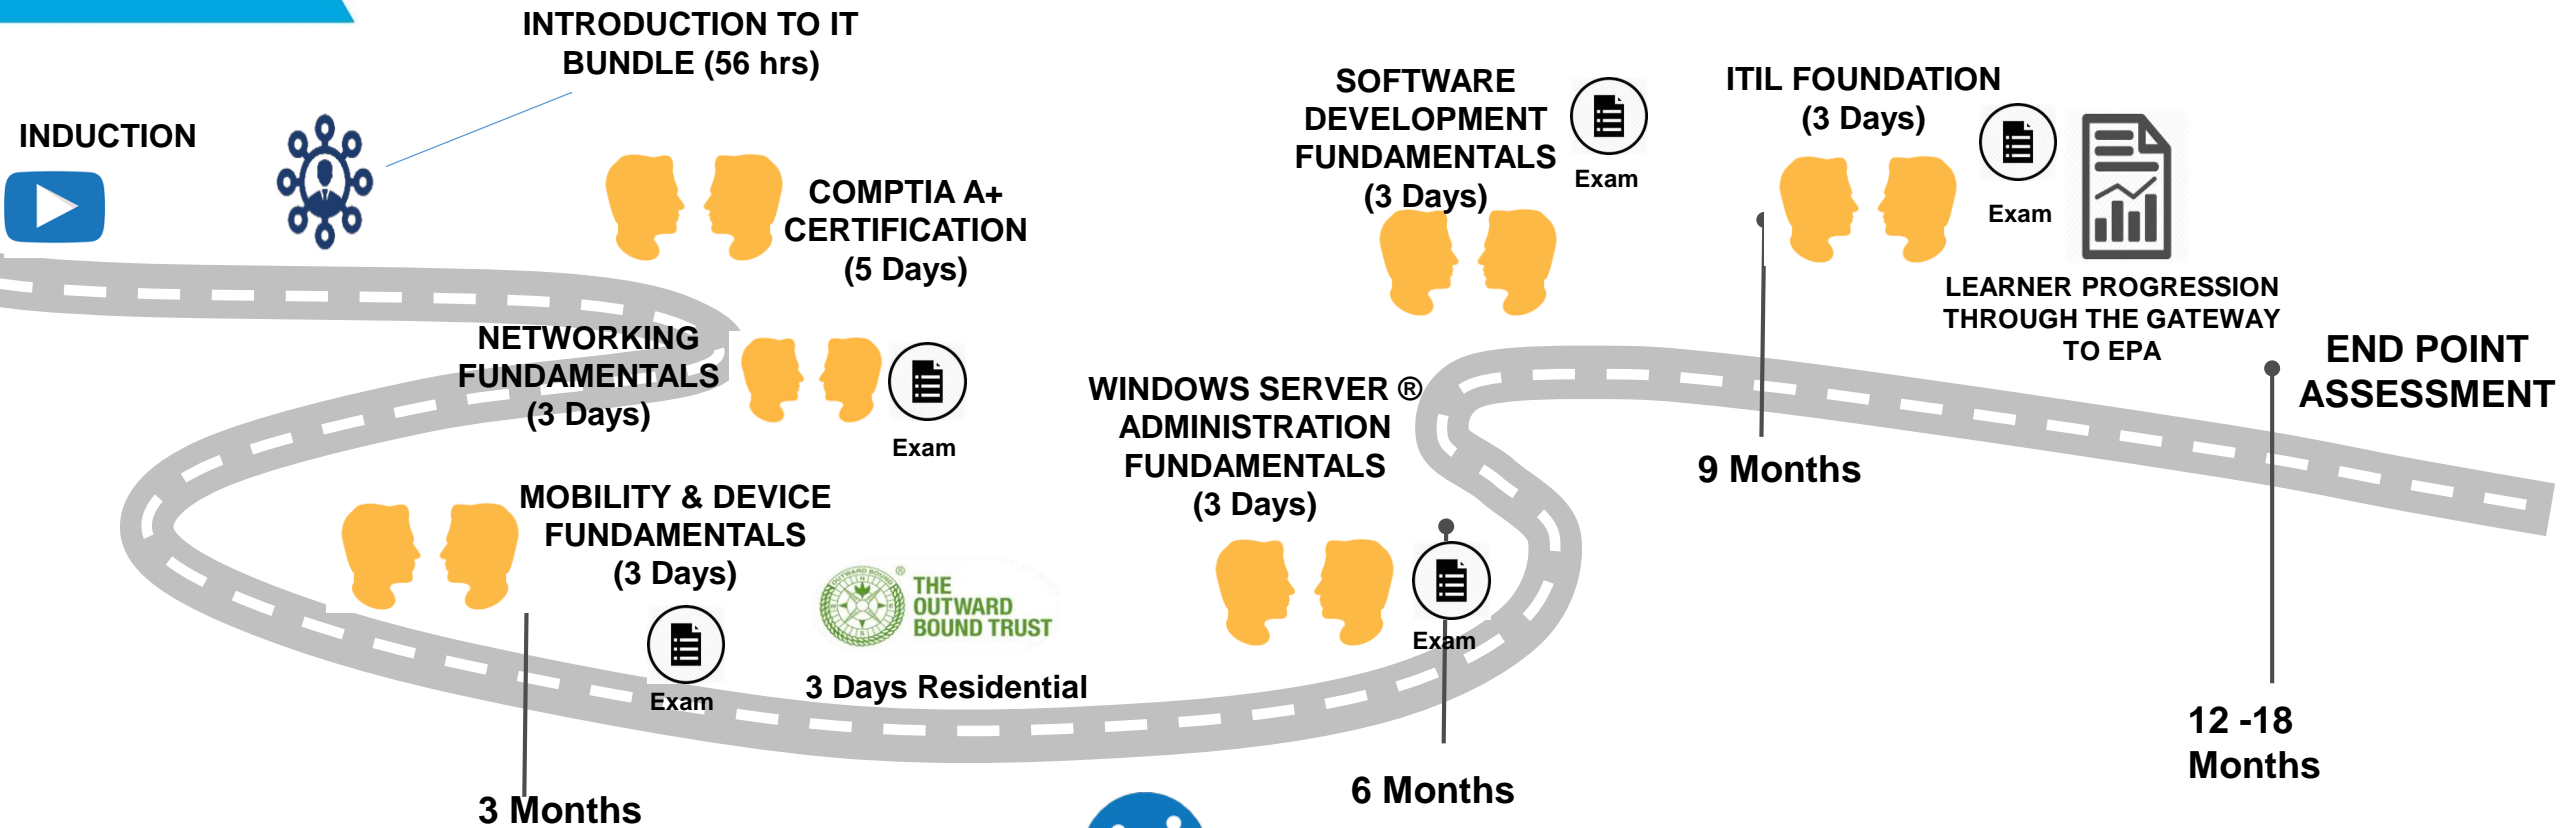 INDUCTION
INTRODUCTION TO IT
BUNDLE (56 hrs)
COMPTIA A+
CERTIFICATION
(5 Days)
NETWORKING
FUNDAMENTALS
(3 Days)
Exam
MOBILITY & DEVICE
FUNDAMENTALS
(3 Days)
Exam
3 Months
OUTWARD BOUND
®
THE
OUTWARD
BOUND TRUST
3 Days Residential
WINDOWS SERVER ®
ADMINISTRATION
FUNDAMENTALS
(3 Days)
Exam
6 Months
SOFTWARE
DEVELOPMENT
FUNDAMENTALS
(3 Days)
Exam
9 Months
ITIL FOUNDATION
(3 Days)
Exam
LEARNER PROGRESSION
THROUGH THE GATEWAY
TO EPA
END POINT
ASSESSMENT
12 -18
Months